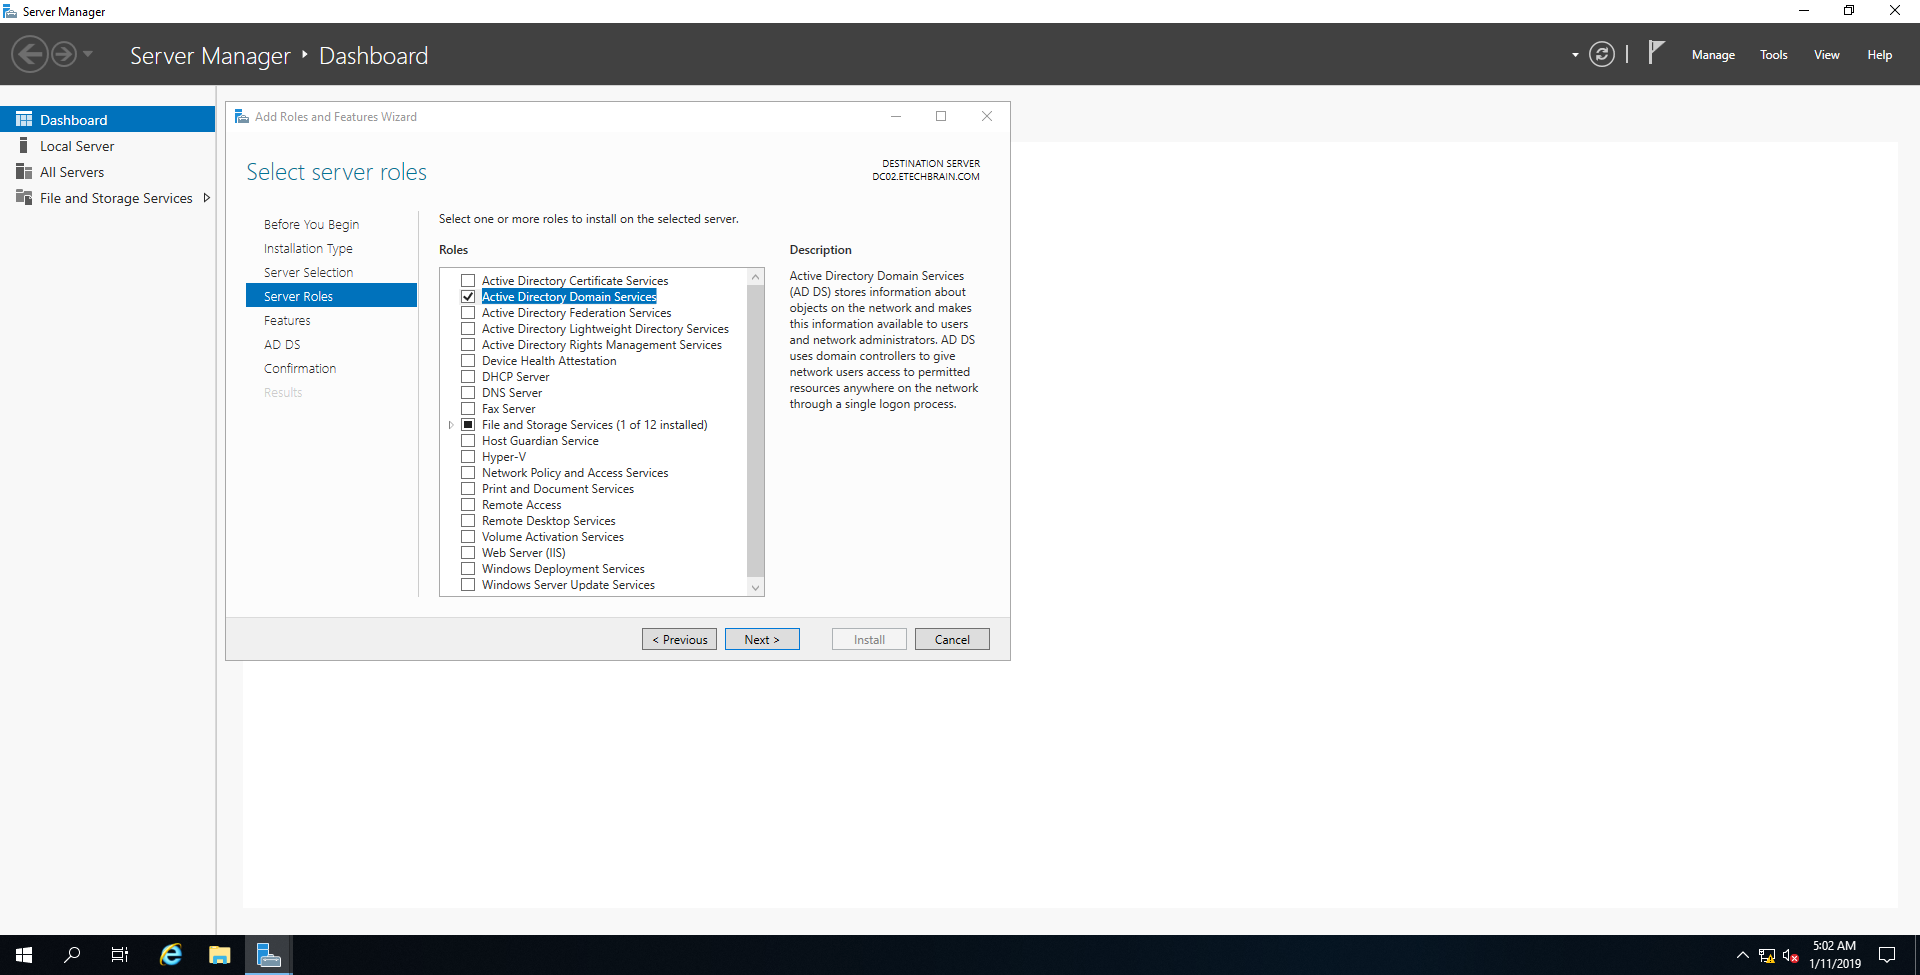 Server Manager
Server Manager
Dashboard
Manage
Tools
View
Help
Dashboard
Local Server
All Servers
File and Storage Services
Add Roles and Features Wizard
Select server roles
DESTINATION SERVER
DC02.ETECHBRAIN.COM
Before You Begin
Installation Type
Server Selection
Server Roles
Features
AD DS
Confirmation
Results
Select one or more roles to install on the selected server.
Roles
Active Directory Certificate Services
Active Directory Domain Services
Active Directory Federation Services
Active Directory Lightweight Directory Services
Active Directory Rights Management Services
Device Health Attestation
DHCP Server
DNS Server
Fax Server
File and Storage Services (1 of 12 installed)
Host Guardian Service
Hyper-V
Network Policy and Access Services
Print and Document Services
Remote Access
Remote Desktop Services
Volume Activation Services
Web Server (IIS)
Windows Deployment Services
Windows Server Update Services
Description
Active Directory Domain Services
(AD DS) stores information about
objects on the network and makes
this information available to users
and network administrators. AD DS
uses domain controllers to give
network users access to permitted
resources anywhere on the network
through a single logon process.
< Previous
Next >
Install
Cancel
5:02 AM
1/11/2019